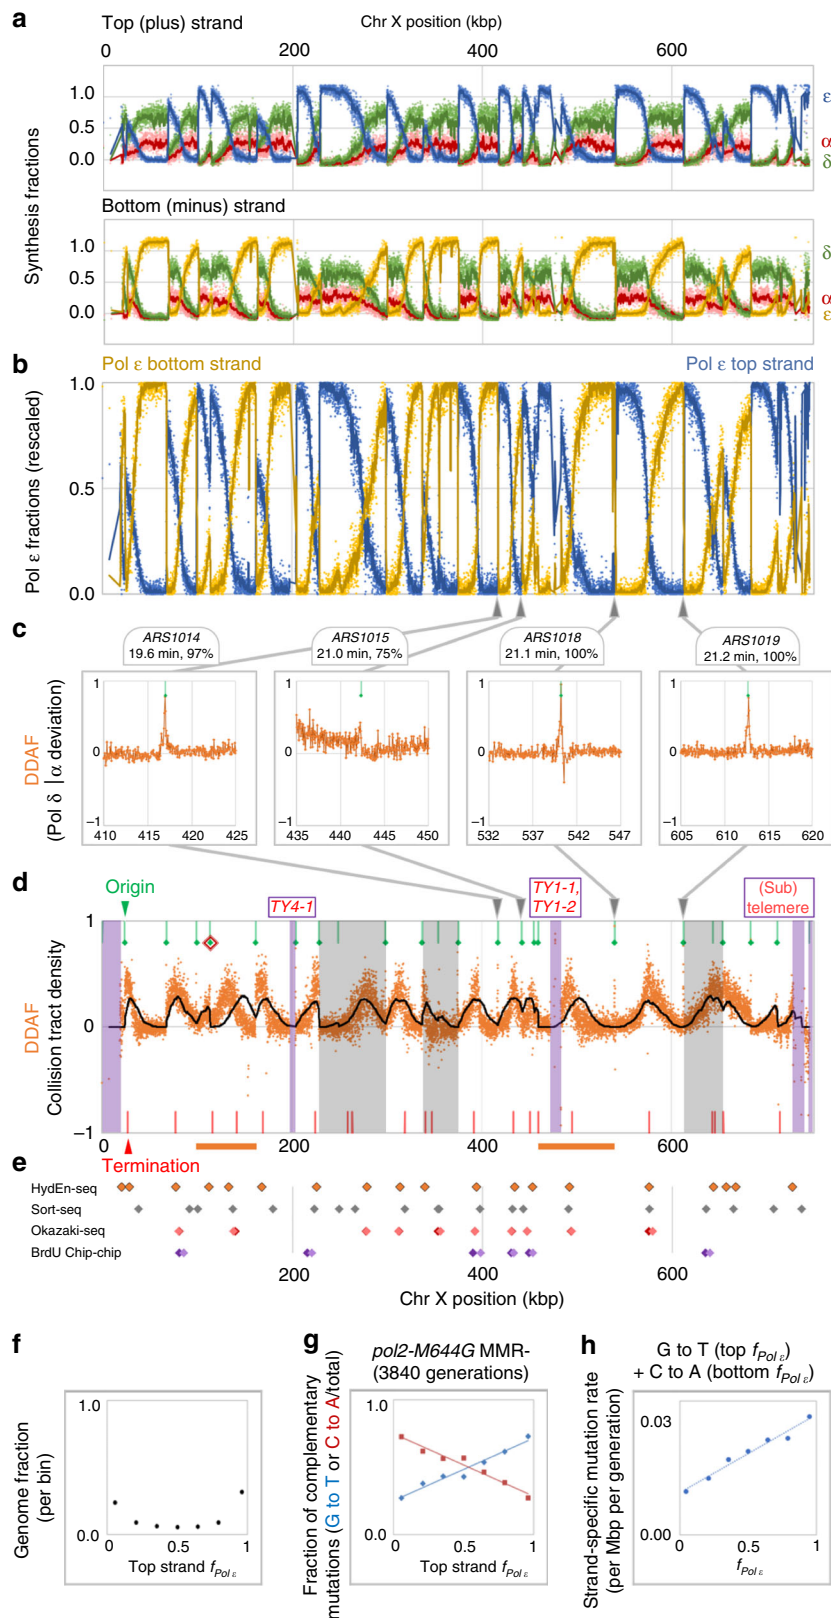 a
Top (plus) strand
Chr X position (kbp)
0 200 400 600
1.0
0.5
0.0
ε
α
δ
Synthesis fractions
Bottom (minus) strand
1.0
0.5
0.0
δ
α
ε
b
Pol ε bottom strand
Pol ε top strand
Pol ε fractions (rescaled)
1.0
0.5
0.0
c
ARS1014
19.6 min, 97%
ARS1015
21.0 min, 75%
ARS1018
21.1 min, 100%
ARS1019
21.2 min, 100%
DDAF
(Pol δ | α deviation)
1 1 1 1
0 0 0 0
−1 −1 −1 −1
410 415 420 425
435 440 445 450
532 537 542 547
605 610 615 620
d
Origin
TY4-1
TY1-1,
TY1-2
(Sub)
telemere
DDAF
Collision tract density
1
0
−1
0 200 400 600
Termination
e
HydEn-seq
Sort-seq
Okazaki-seq
BrdU Chip-chip
200 400 600
Chr X position (kbp)
f
Genome fraction
(per bin)
1.0
0.0
0 0.5 1
Top strand fPol ε
g
pol2-M644G MMR-
(3840 generations)
Fraction of complementary
mutations (G to T or C to A/total)
1.0
0.0
0 0.5 1
Top strand fPol ε
h
G to T (top fPol ε)
+ C to A (bottom fPol ε)
Strand-specific mutation rate
(per Mbp per generation)
0.03
0.00
0 0.5 1
fPol ε